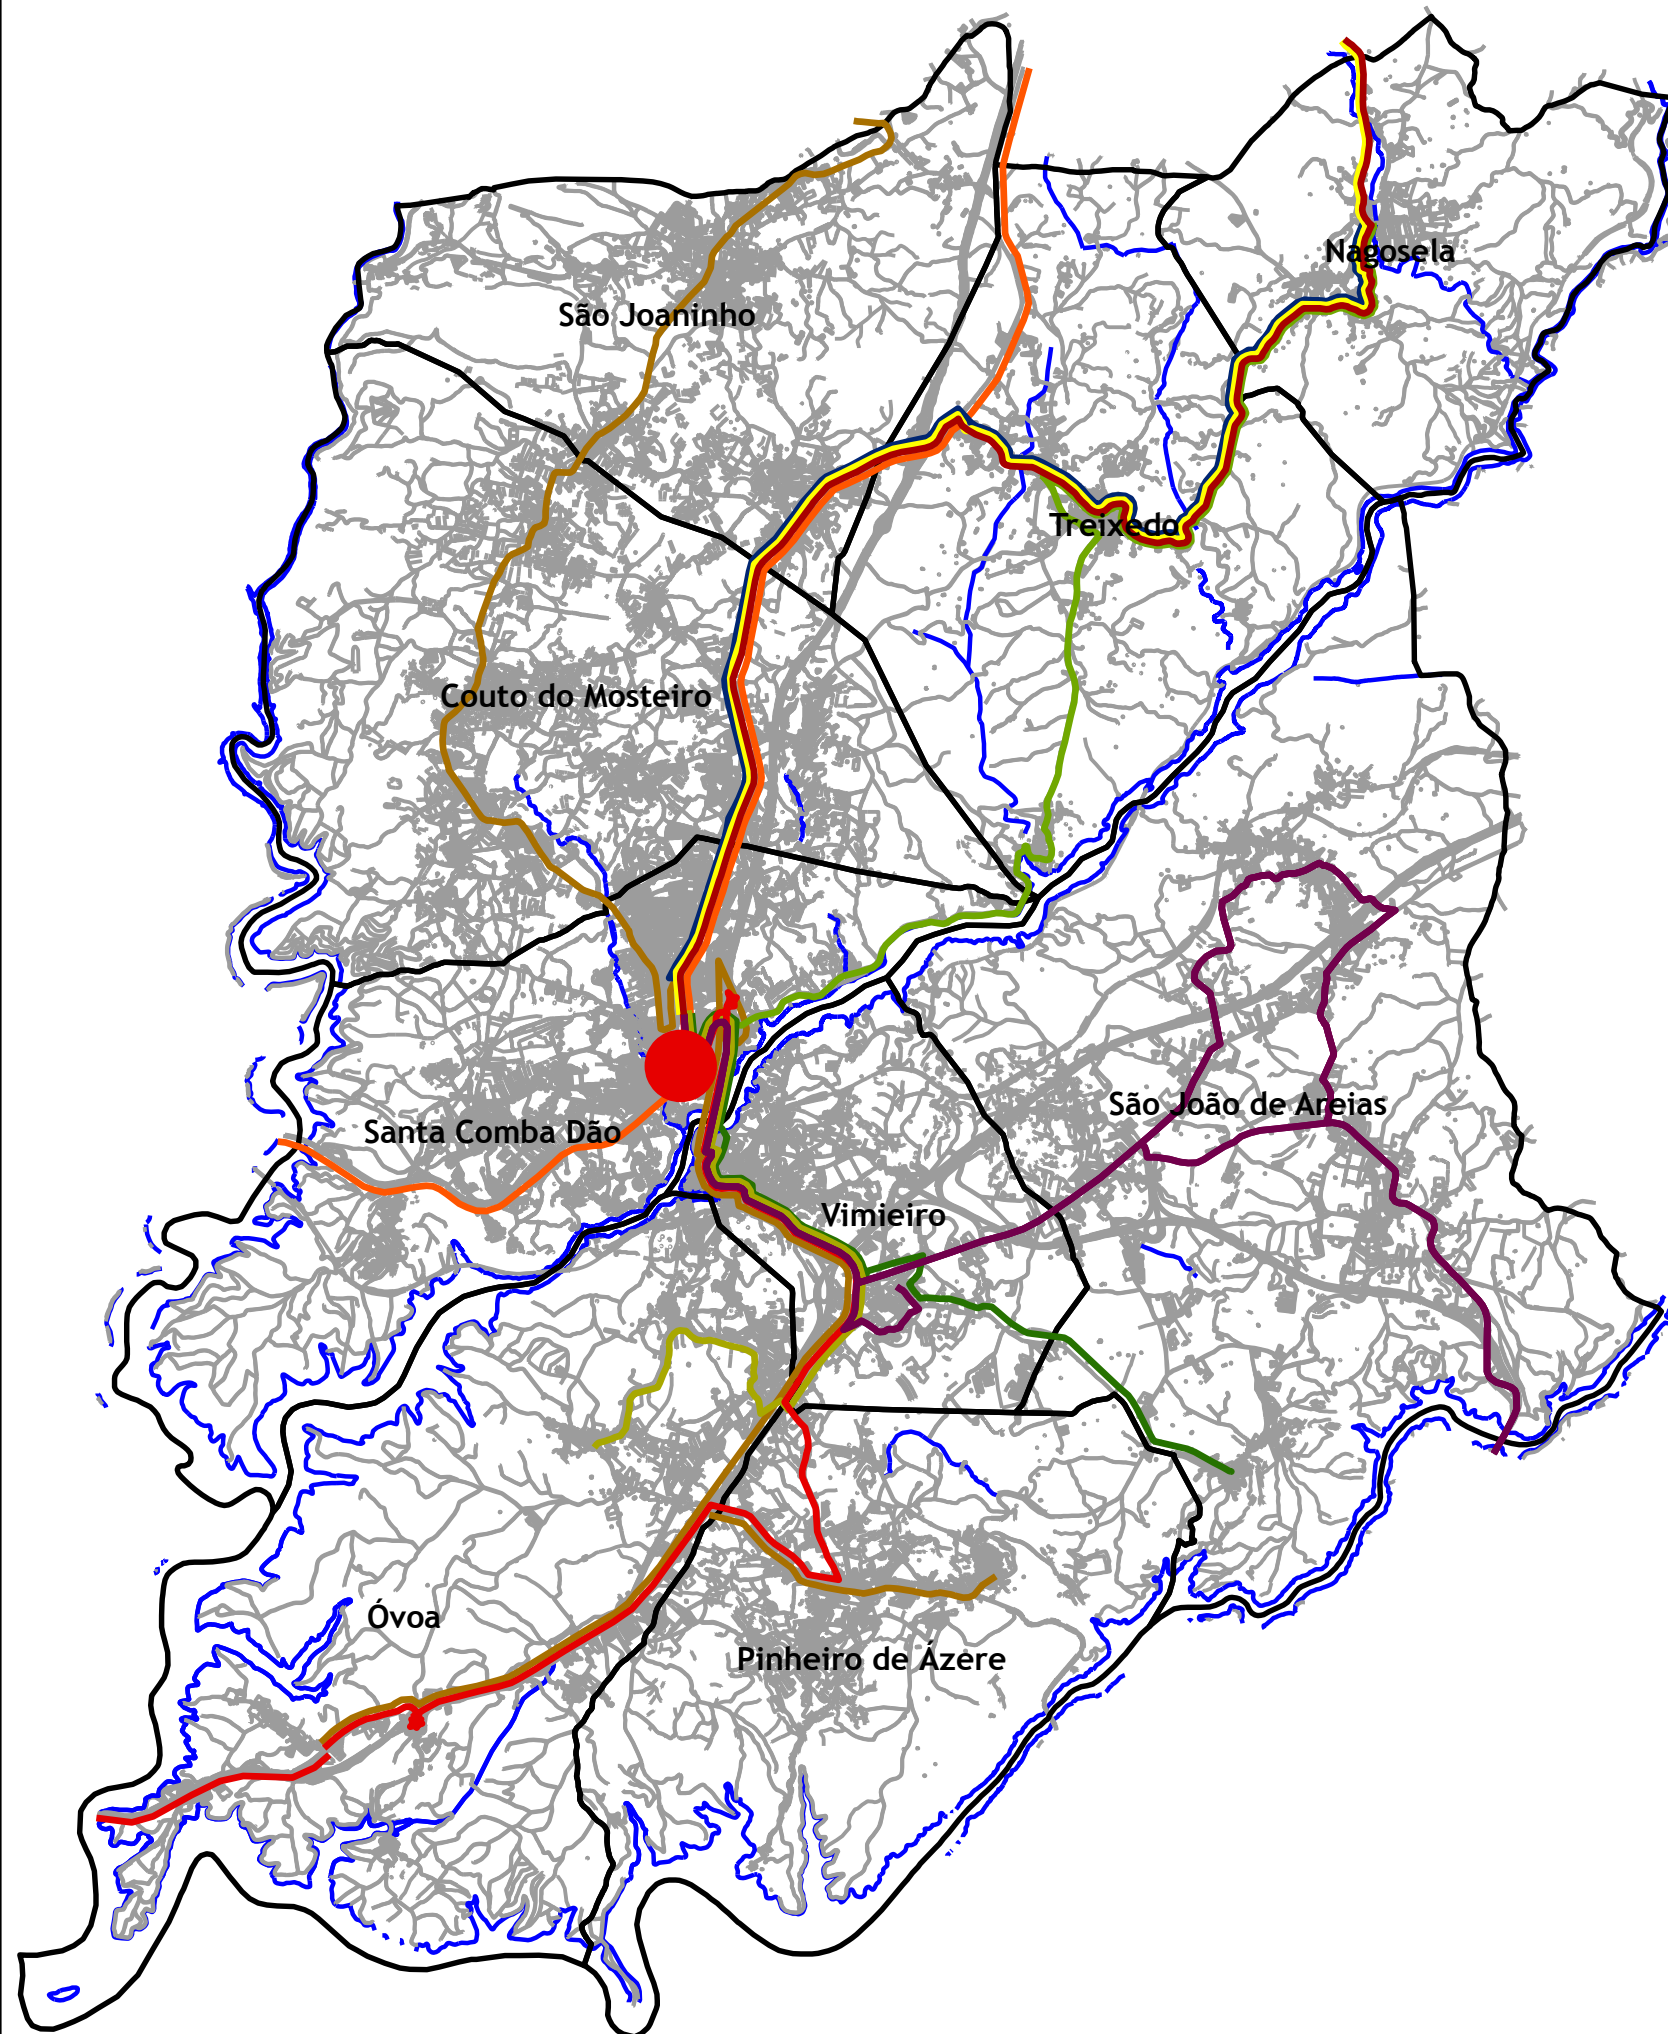 Nagosela
São Joaninho
Treixedo
Couto do Mosteiro
São João de Areias
Santa Comba Dão
Vimieiro
Óvoa
Pinheiro de Ázere